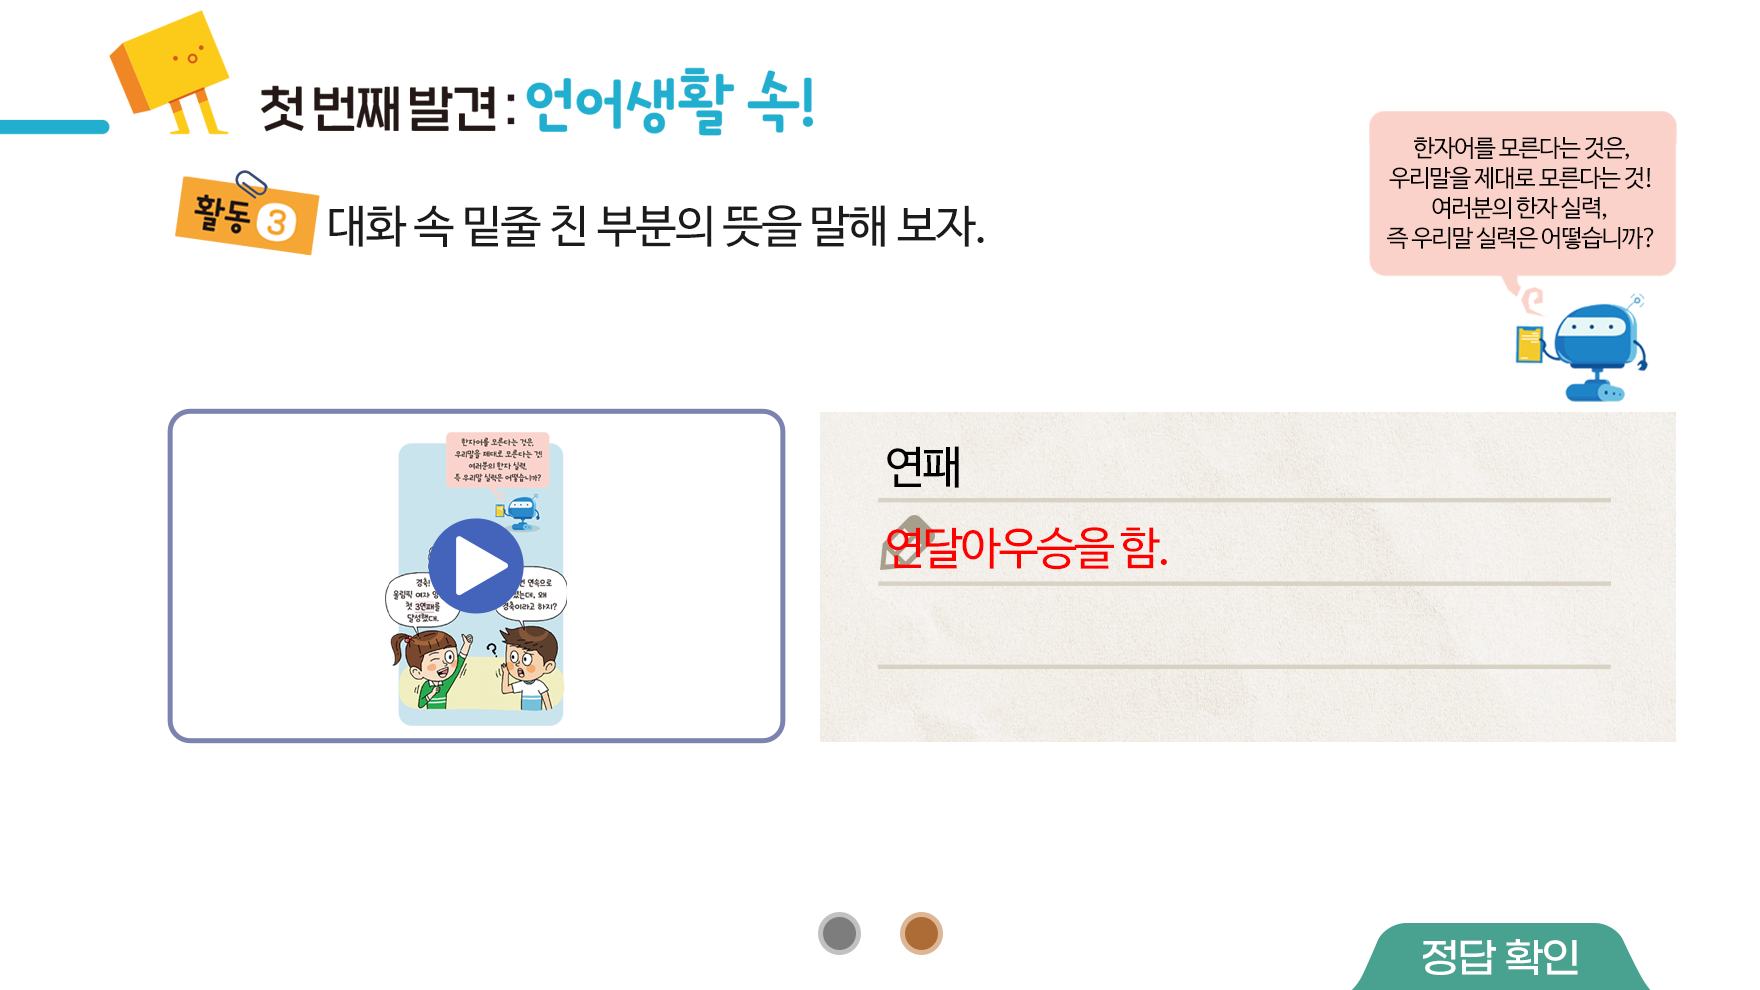 첫 번째 발견 : 언어생활 속!
활동 3 대화 속 밑줄 친 부분의 뜻을 말해 보자.
한자어를 모른다는 것은,
우리말을 제대로 모른다는 것!
여러분의 한자 실력,
즉 우리말 실력은 어떻습니까?
한자어를 모른다는 것은,
우리말을 제대로 모른다는 것!
여러분의 한자 실력,
즉 우리말 실력은 어떻습니까?
경축!
올림픽 여자
첫 3연패를
달성했대.
연속으로
왜
경축이라고 하지?
?
연패
연달아우승을 함.
정답 확인